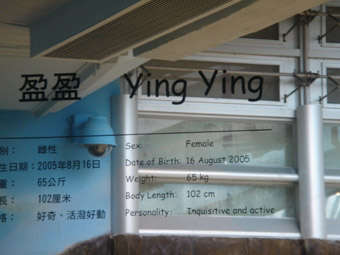 盈盈 Ying Ying
別： 雌性 Sex: Female
生日期：2005年8月16日 Date of Birth: 16 August 2005
重： 65公斤 Weight: 65 kg
長： 102厘米 Body Length: 102 cm
格： 好奇、活潑好動 Personality: Inquisitive and active